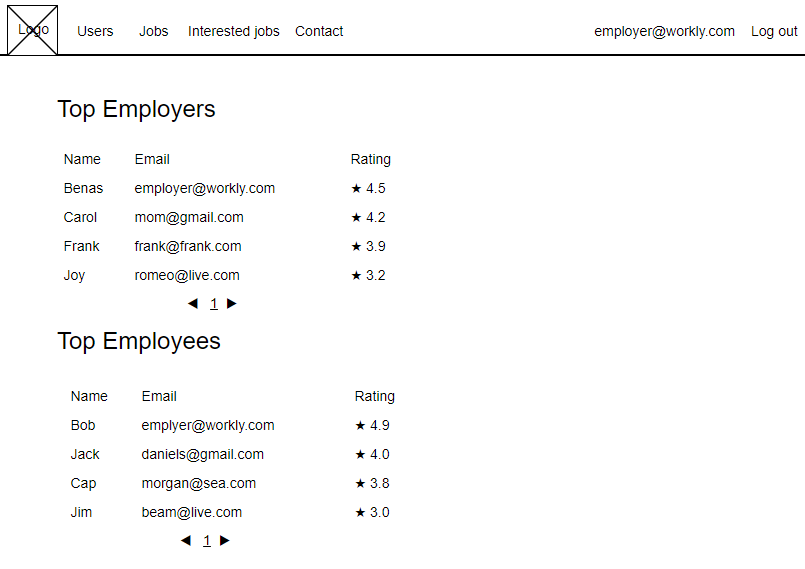 Logo Users Jobs Interested jobs Contact employer@workly.com Log out
Top Employers
Name Email Rating
Benas employer@workly.com ★ 4.5
Carol mom@gmail.com ★ 4.2
Frank frank@frank.com ★ 3.9
Joy romeo@live.com ★ 3.2
◀ 1 ▶
Top Employees
Name Email Rating
Bob emplyer@workly.com ★ 4.9
Jack daniels@gmail.com ★ 4.0
Cap morgan@sea.com ★ 3.8
Jim beam@live.com ★ 3.0
◀ 1 ▶